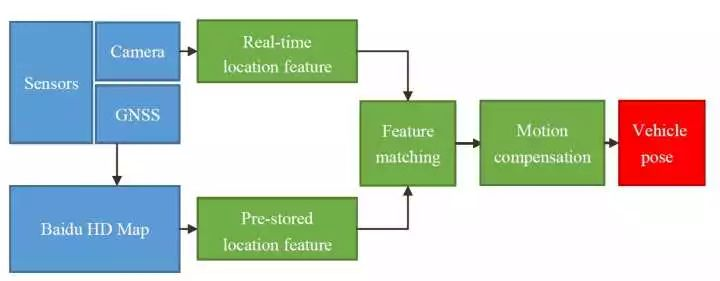 Sensors
Camera
GNSS
Real-time
location feature
Feature
matching
Motion
compensation
Vehicle
pose
Baidu HD Map
Pre-stored
location feature